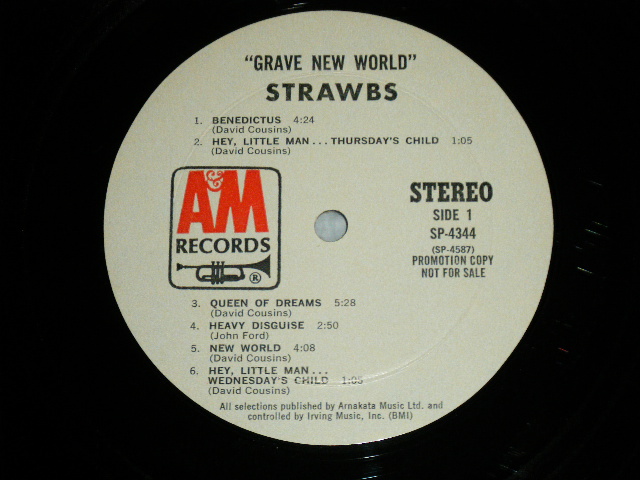 "GRAVE NEW WORLD"
STRAWBS
1. BENEDICTUS 4:24
(David Cousins)
2. HEY, LITTLE MAN... THURSDAY'S CHILD 1:05
(David Cousins)
A&M
RECORDS
®
STEREO
SIDE 1
SP-4344
(SP-4587)
PROMOTION COPY
NOT FOR SALE
3. QUEEN OF DREAMS 5:28
(David Cousins)
4. HEAVY DISGUISE 2:50
(John Ford)
5. NEW WORLD 4:08
(David Cousins)
6. HEY, LITTLE MAN...
WEDNESDAY'S CHILD 1:05
(David Cousins)
All selections published by Arnakata Music Ltd. and
controlled by Irving Music, Inc. (BMI)